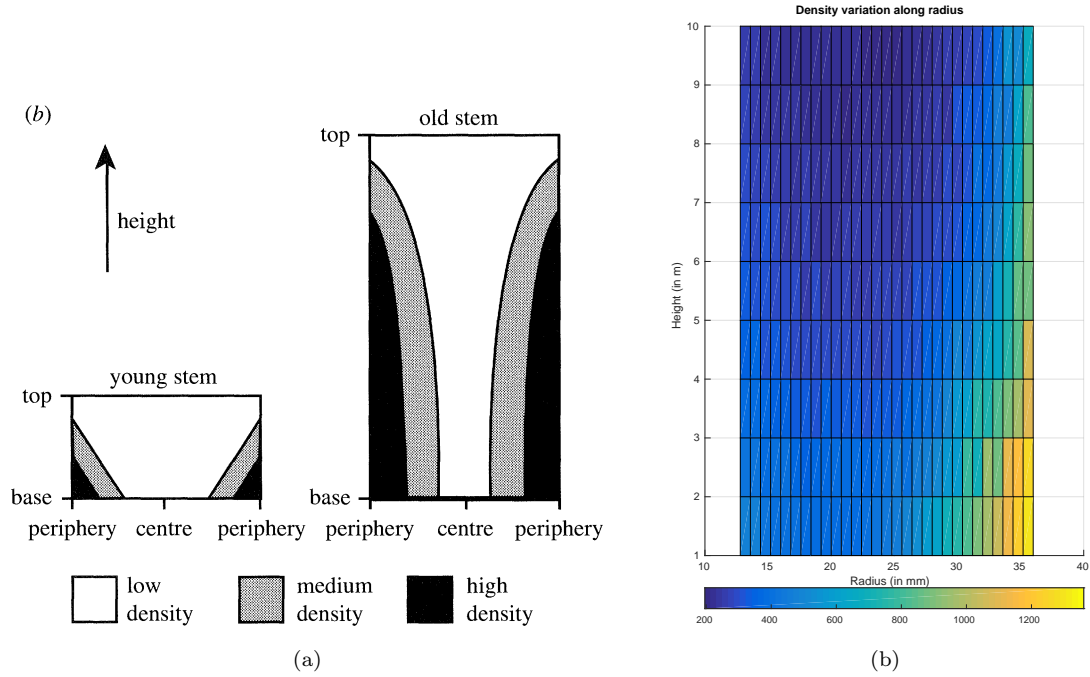 (b)
height
young stem
top
base
periphery centre periphery
old stem
top
base
periphery centre periphery
low
density
medium
density
high
density
(a)
Density variation along radius
Height (in m)
10
9
8
7
6
5
4
3
2
1
10 15 20 25 30 35 40
Radius (in mm)
200 400 600 800 1000 1200
(b)